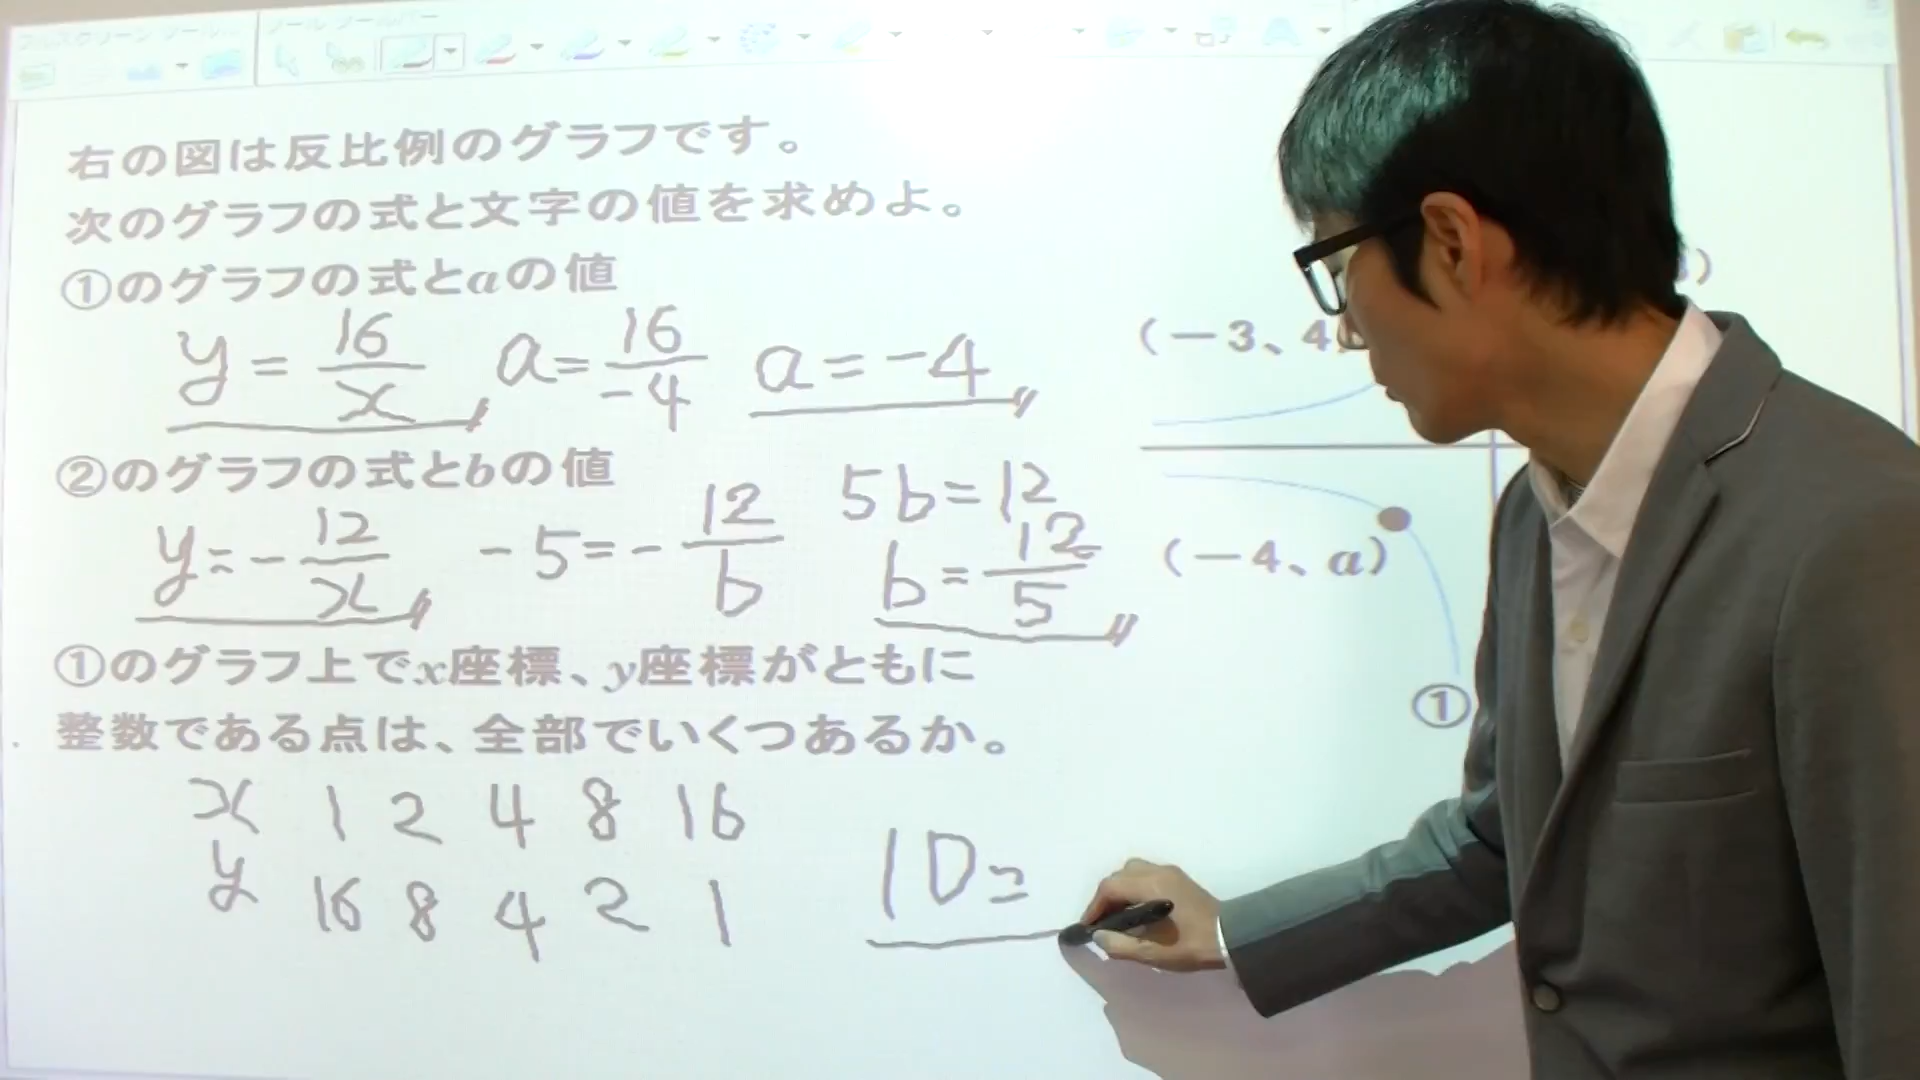 右の図は反比例のグラフです。
次のグラフの式と文字の値を求めよ。
①のグラフの式とaの値
y = 16/x a = 16/-4 a = -4
②のグラフの式とbの値
y = -12/x -5 = -12/b 5b = 12
b = 12/5
①のグラフ上でx座標、y座標がともに
整数である点は、全部でいくつあるか。
x 1 2 4 8 16
y 16 8 4 2 1
10こ
(-3、4)
(-4、a)
①